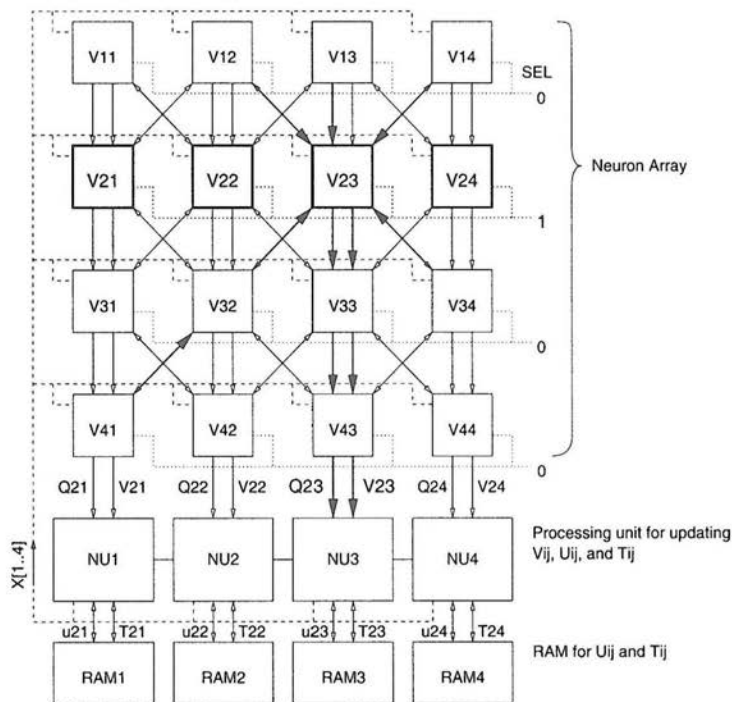 V11 V12 V13 V14
SEL
0
V21 V22 V23 V24
Neuron Array
1
V31 V32 V33 V34
0
V41 V42 V43 V44
0
Q21 V21 Q22 V22 Q23 V23 Q24 V24
X[1..4]
NU1 NU2 NU3 NU4
Processing unit for updating
Vij, Uij, and Tij
u21 T21 u22 T22 u23 T23 u24 T24
RAM1 RAM2 RAM3 RAM4
RAM for Uij and Tij